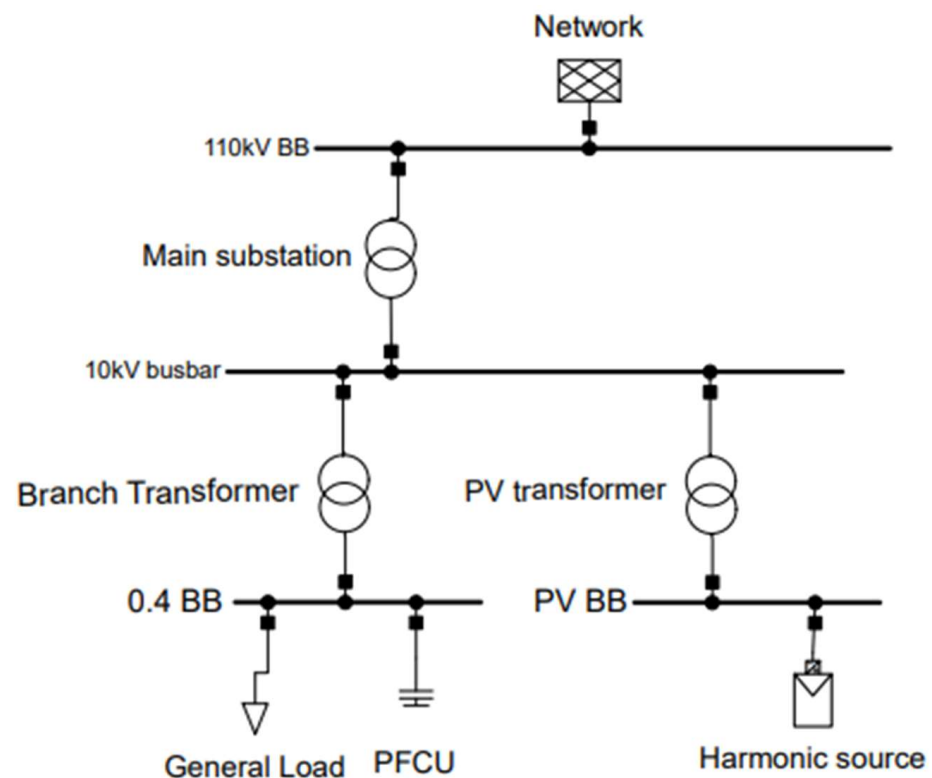 Network
110kV BB
Main substation
10kV busbar
Branch Transformer
PV transformer
0.4 BB
PV BB
General Load
PFCU
Harmonic source